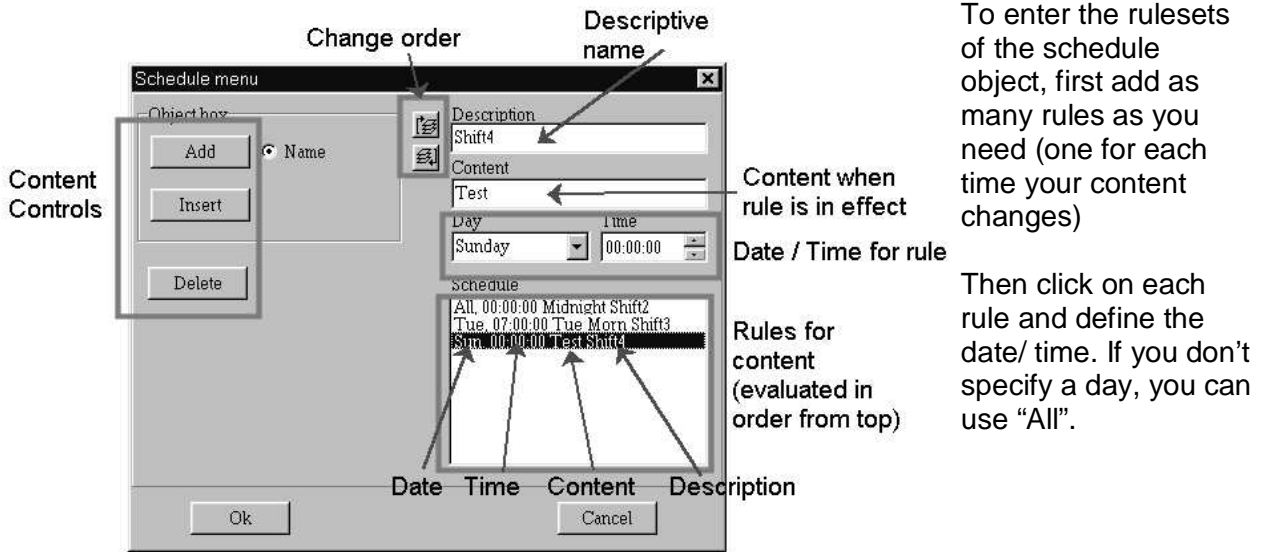 Change order
Descriptive
name
Schedule menu
Object box
Add
Name
Insert
Delete
Content
Controls
Description
Shift4
Content
Test
Content when
rule is in effect
Day
Time
Sunday
00:00:00
Date / Time for rule
Schedule
All, 00:00:00 Midnight Shift2
Tue, 07:00:00 Tue Morn Shift3
Sun, 00:00:00 Test Shift4
Rules for
content
(evaluated in
order from top)
Date Time Content Description
Ok
Cancel
To enter the rulesets
of the schedule
object, first add as
many rules as you
need (one for each
time your content
changes)
Then click on each
rule and define the
date/ time. If you don’t
specify a day, you can
use “All”.